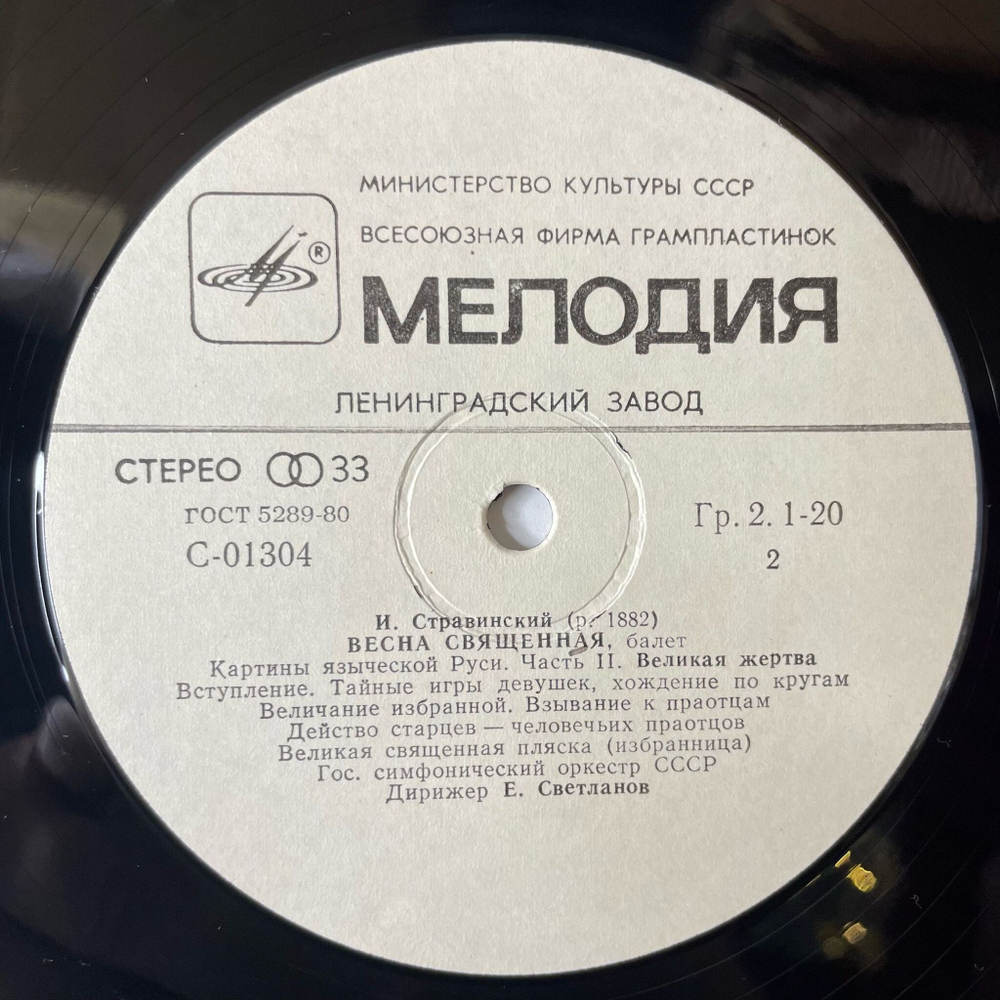 МИНИСТЕРСТВО КУЛЬТУРЫ СССР
ВСЕСОЮЗНАЯ ФИРМА ГРАМПЛАСТИНОК
®
МЕЛОДИЯ
ЛЕНИНГРАДСКИЙ ЗАВОД
СТЕРЕО 33
ГОСТ 5289-80
Гр. 2. 1-20
С-01304
2
И. Стравинский (р. 1882)
ВЕСНА СВЯЩЕННАЯ, балет
Картины языческой Руси. Часть II. Великая жертва
Вступление. Тайные игры девушек, хождение по кругам
Величание избранной. Взывание к праотцам
Действо старцев — человечьих праотцов
Великая священная пляска (избранница)
Гос. симфонический оркестр СССР
Дирижер Е. Светланов